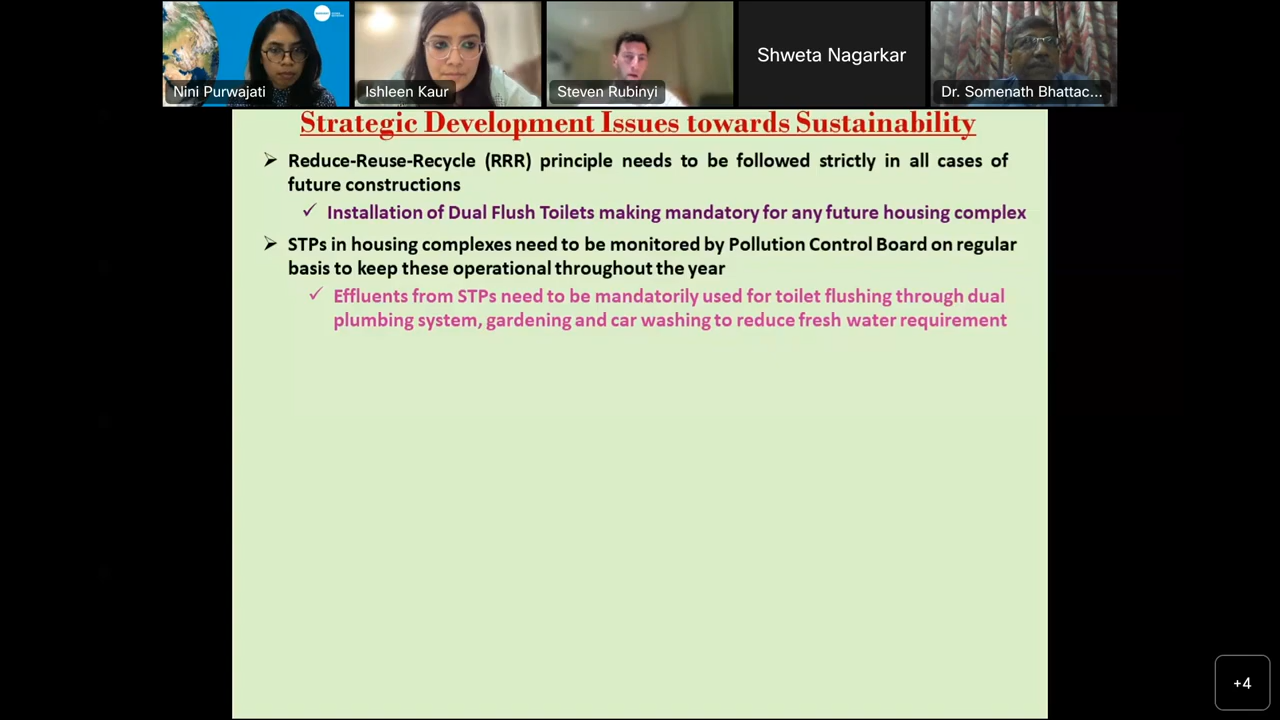 Nini Purwajati
Ishleen Kaur
Steven Rubinyi
Shweta Nagarkar
Dr. Somenath Bhattac...
Strategic Development Issues towards Sustainability
➢ Reduce-Reuse-Recycle (RRR) principle needs to be followed strictly in all cases of
future constructions
✓ Installation of Dual Flush Toilets making mandatory for any future housing complex
➢ STPs in housing complexes need to be monitored by Pollution Control Board on regular
basis to keep these operational throughout the year
✓ Effluents from STPs need to be mandatorily used for toilet flushing through dual
plumbing system, gardening and car washing to reduce fresh water requirement
+4